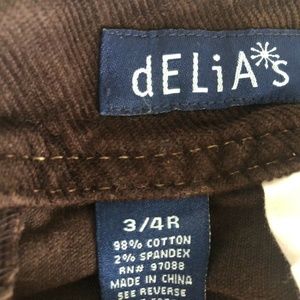 dELiA*s
3/4R
98% COTTON
2% SPANDEX
RN# 97088
MADE IN CHINA
SEE REVERSE